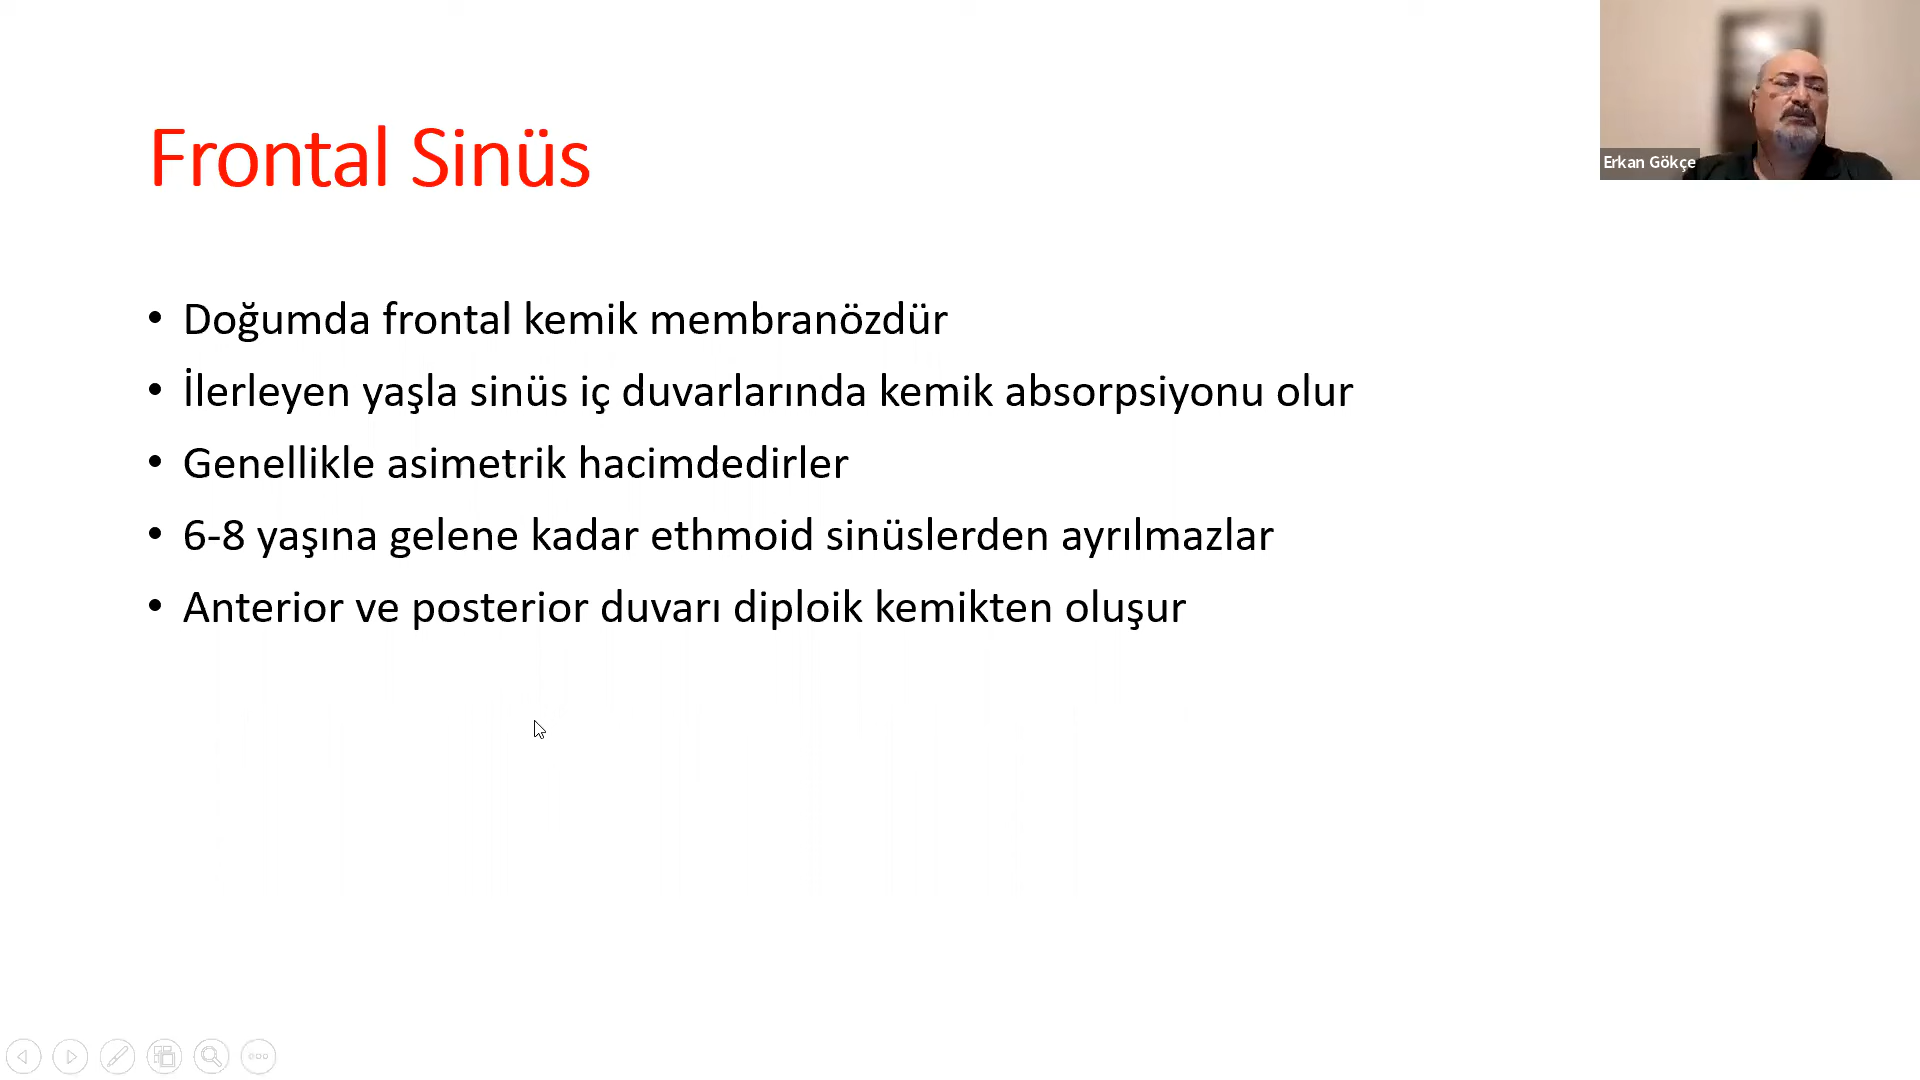 Frontal Sinüs
Erkan Gökçe
• Doğumda frontal kemik membranözdür
• İlerleyen yaşla sinüs iç duvarlarında kemik absorpsiyonu olur
• Genellikle asimetrik hacimdedirler
• 6-8 yaşına gelene kadar ethmoid sinüslerden ayrılmazlar
• Anterior ve posterior duvarı diploik kemikten oluşur